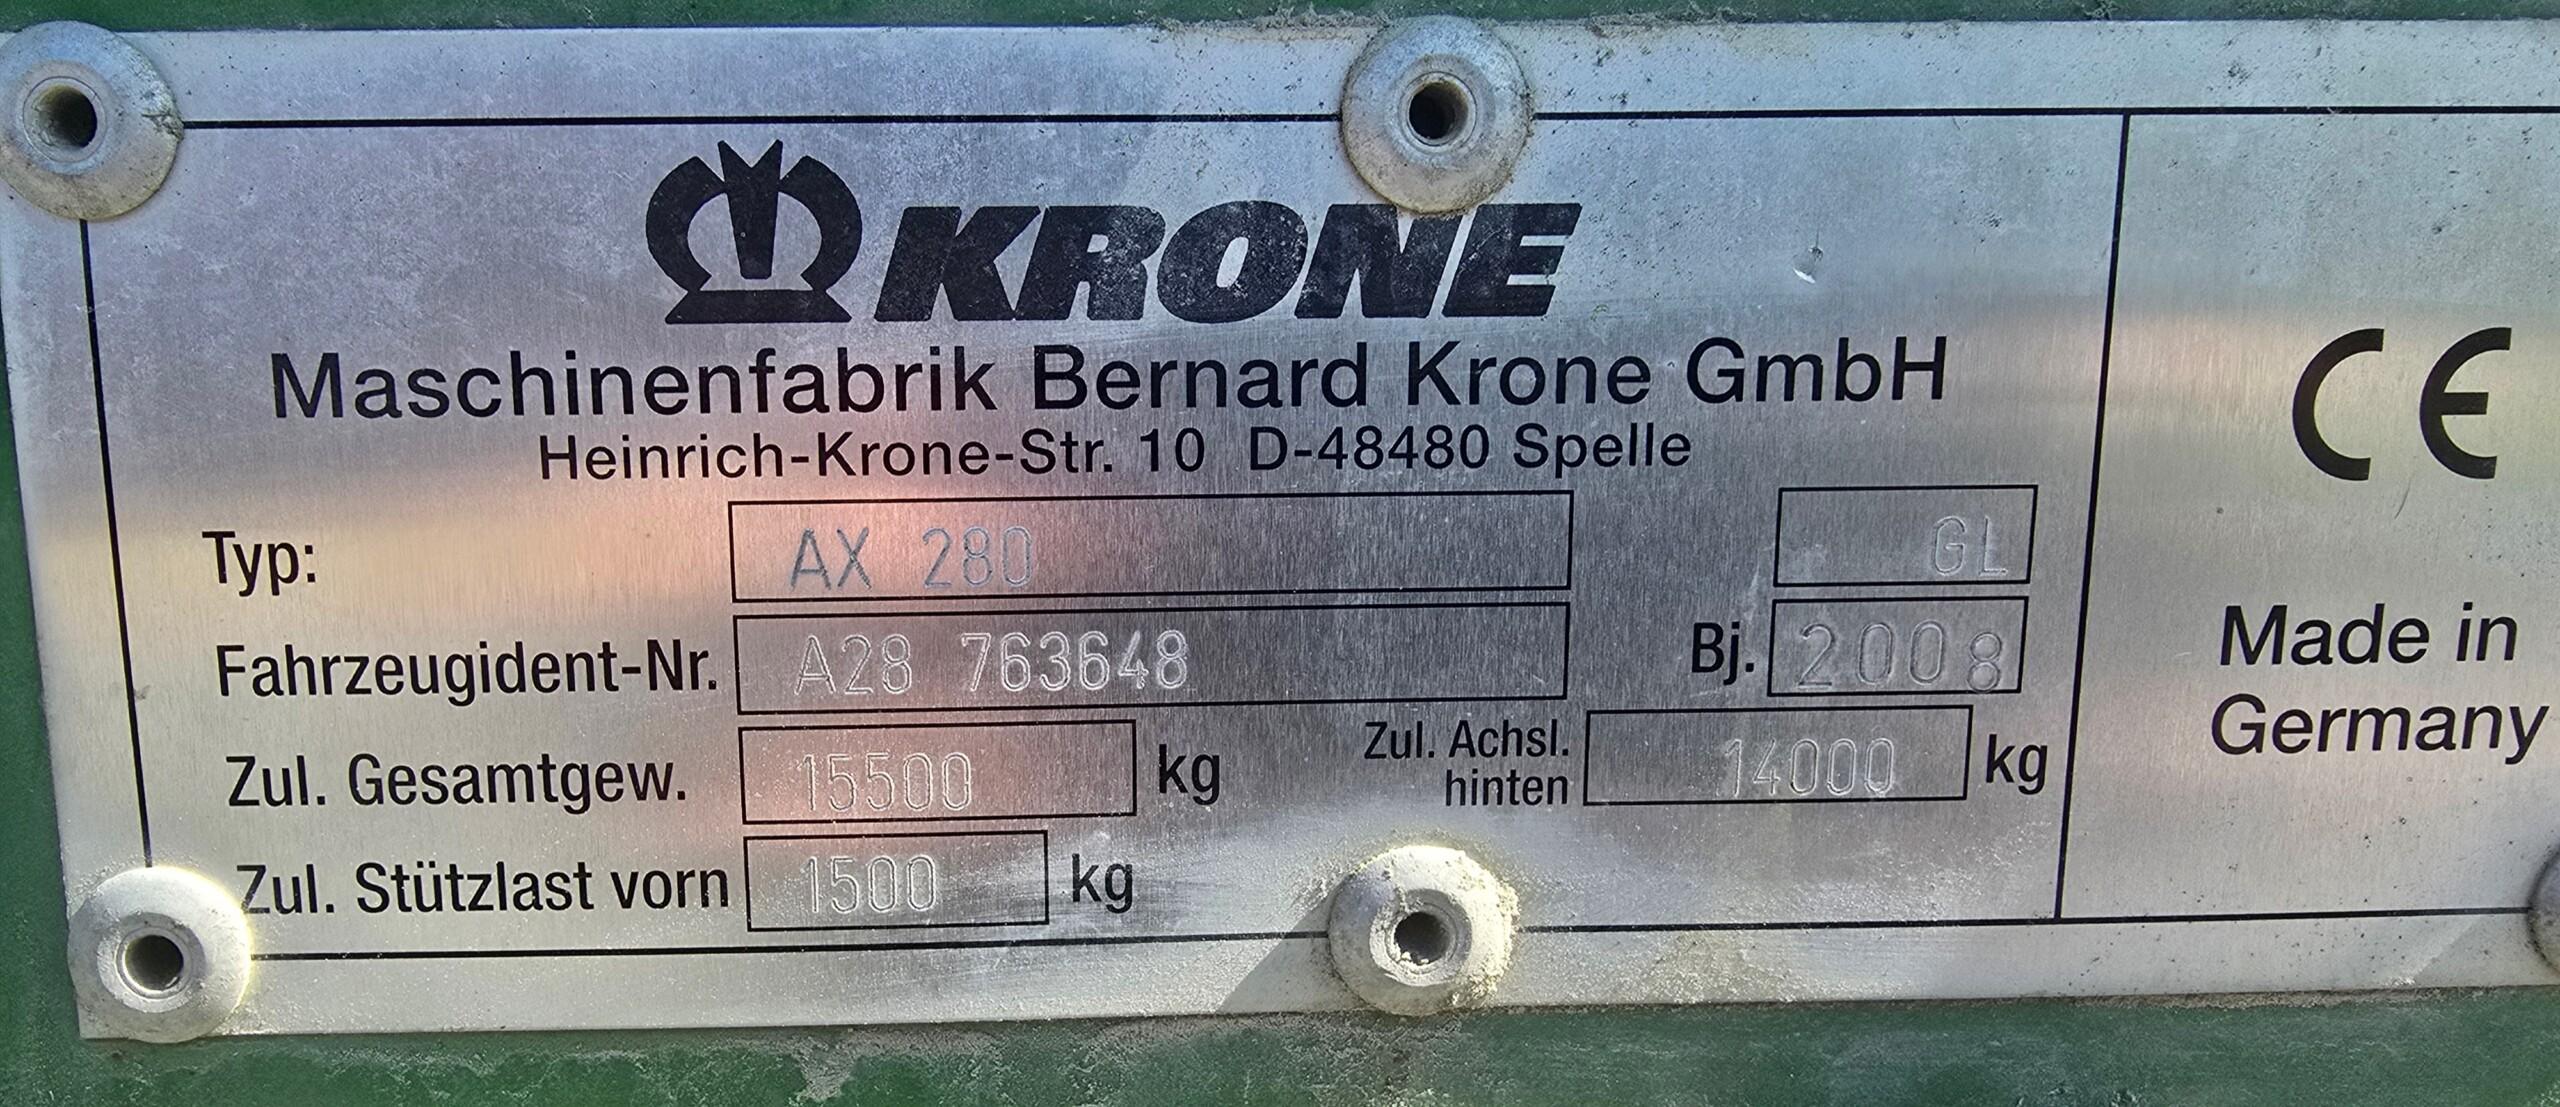 KRONE
Maschinenfabrik Bernard Krone GmbH
Heinrich-Krone-Str. 10 D-48480 Spelle
CE
Typ: AX 280 GL
Fahrzeugident-Nr. A28 763648 Bj. 2008
Zul. Gesamtgew. 15500 kg Zul. Achsl. hinten 14000 kg
Zul. Stützlast vorn 1500 kg
Made in
Germany